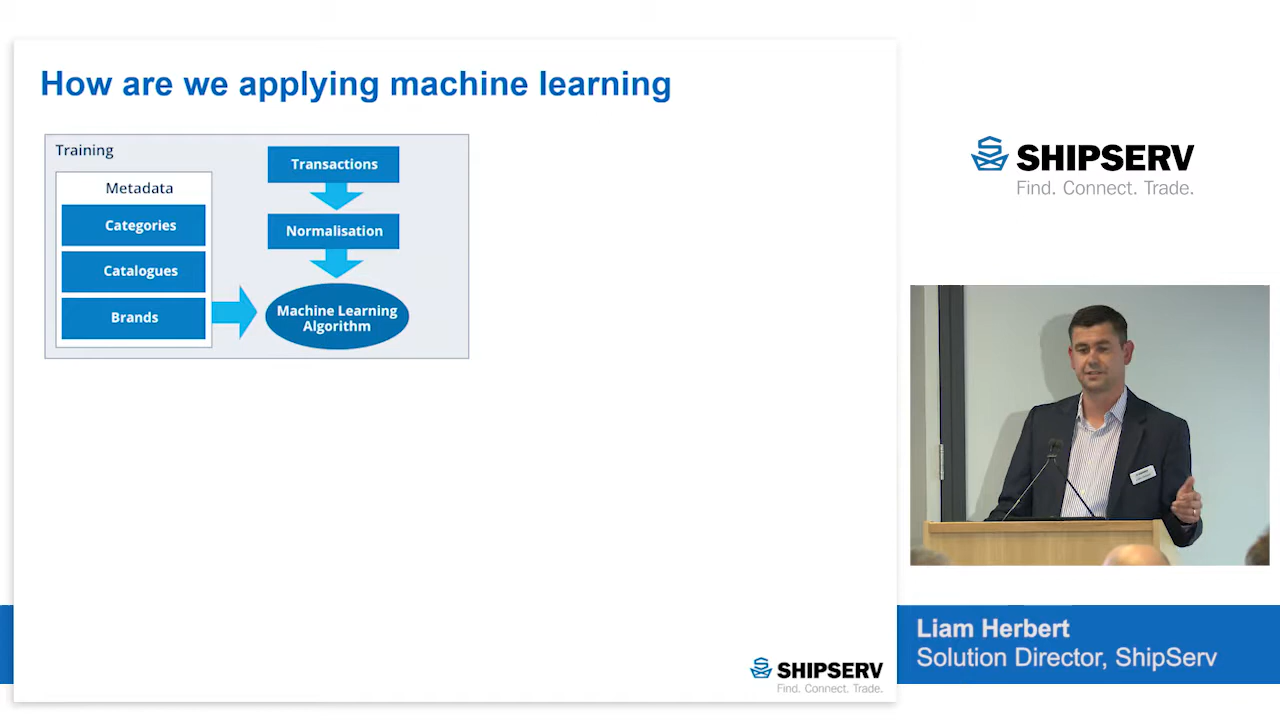 How are we applying machine learning
Training
Metadata
Categories
Catalogues
Brands
Transactions
Normalisation
Machine Learning
Algorithm
SHIPSERV
Find. Connect. Trade.
SHIPSERV
Find. Connect. Trade.
Liam Herbert
Solution Director, ShipServ